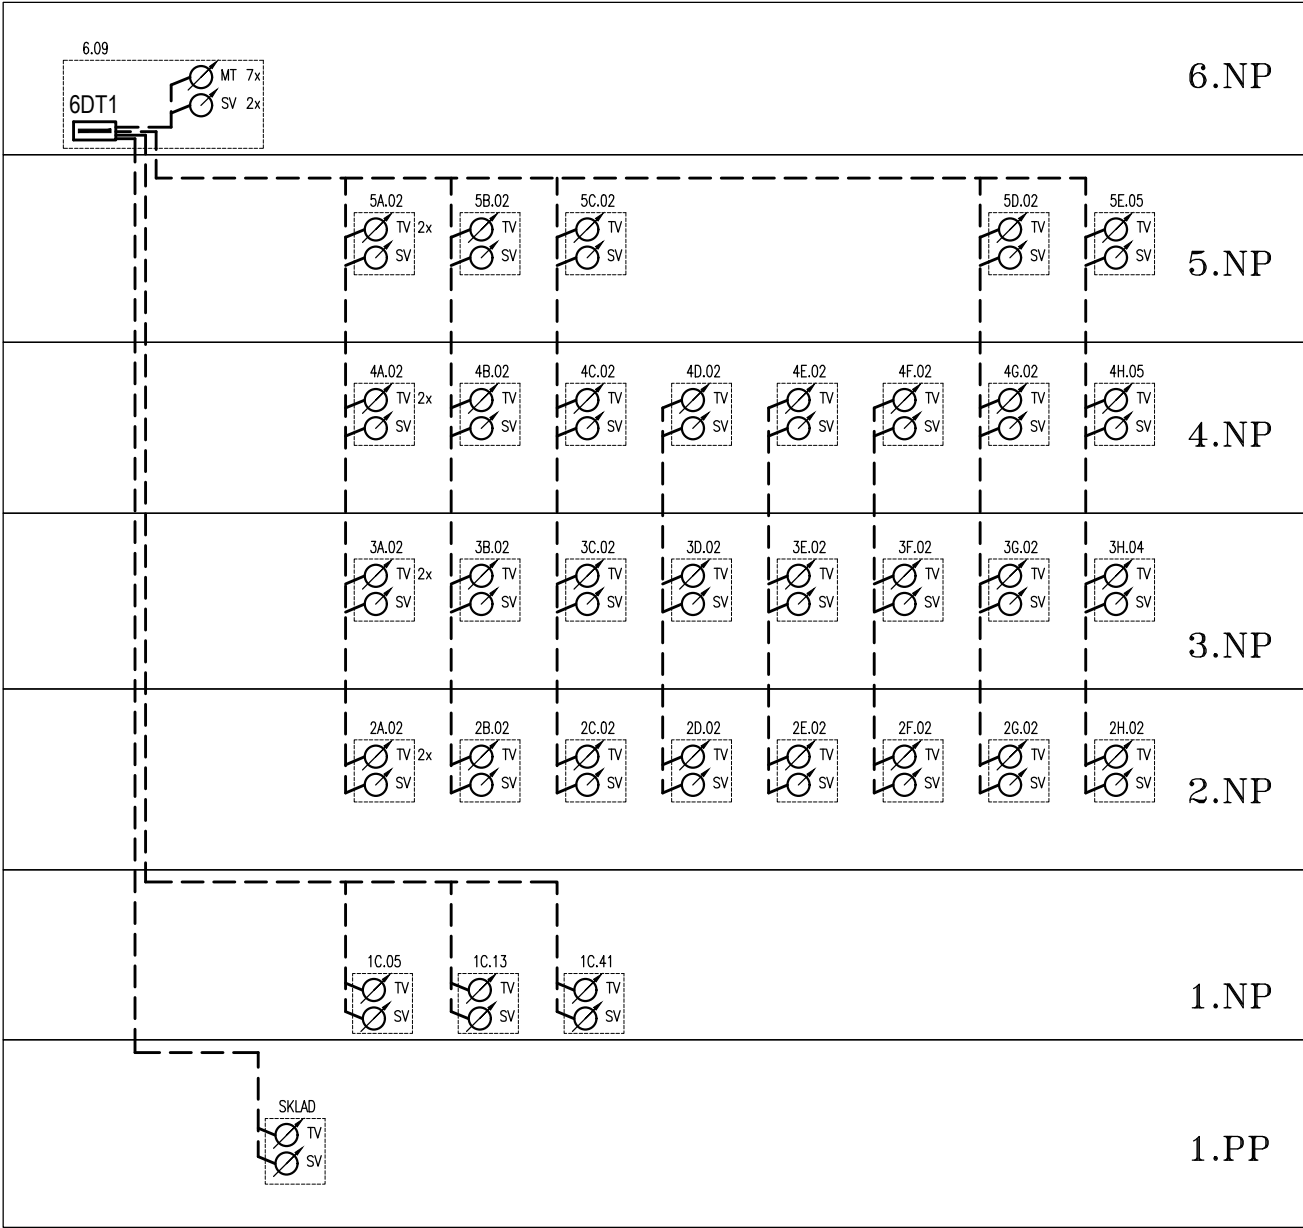 6.09
MT 7x
6.NP
6DT1
SV 2x
5A.02 5B.02 5C.02 5D.02 5E.05
TV 2x TV TV TV TV
SV SV SV SV SV
5.NP
4A.02 4B.02 4C.02 4D.02 4E.02 4F.02 4G.02 4H.05
TV 2x TV TV TV TV TV TV TV
SV SV SV SV SV SV SV SV
4.NP
3A.02 3B.02 3C.02 3D.02 3E.02 3F.02 3G.02 3H.04
TV 2x TV TV TV TV TV TV TV
SV SV SV SV SV SV SV SV
3.NP
2A.02 2B.02 2C.02 2D.02 2E.02 2F.02 2G.02 2H.02
TV 2x TV TV TV TV TV TV TV
SV SV SV SV SV SV SV SV
2.NP
1C.05 1C.13 1C.41
TV TV TV
1.NP
SV SV SV
SKLAD
TV
1.PP
SV